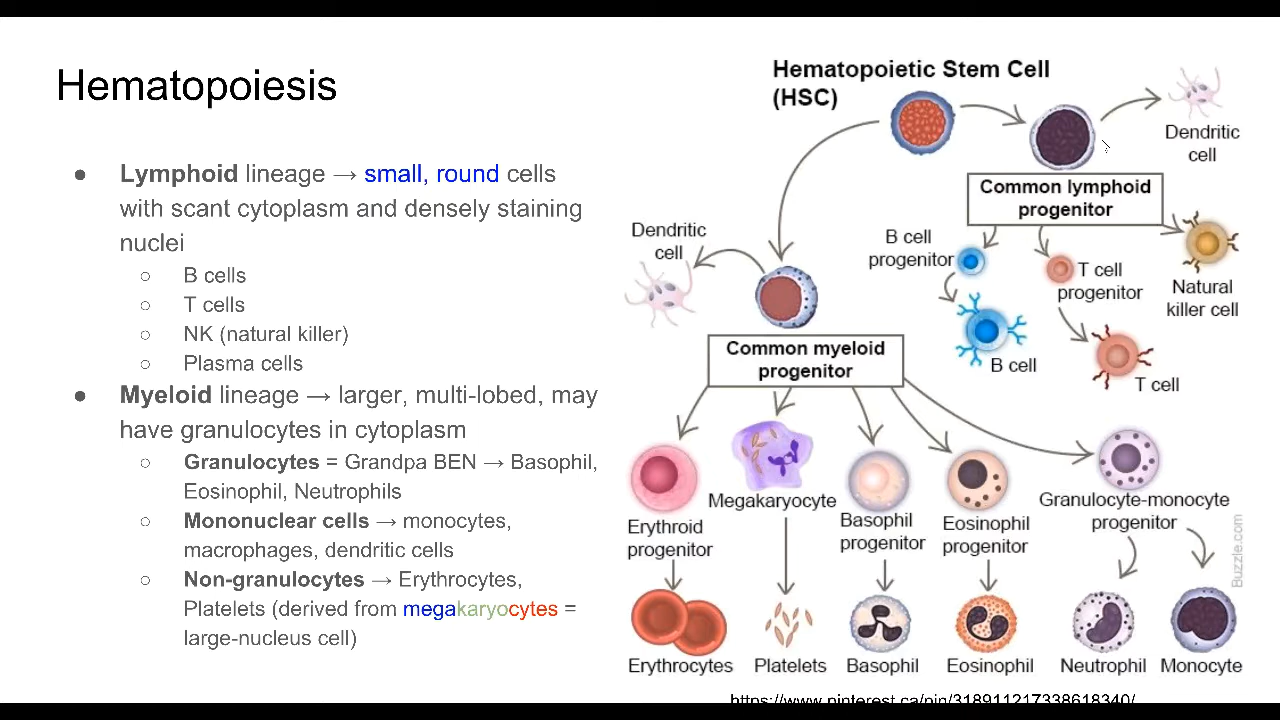 Hematopoiesis
● Lymphoid lineage → small, round cells
with scant cytoplasm and densely staining
nuclei
○ B cells
○ T cells
○ NK (natural killer)
○ Plasma cells
● Myeloid lineage → larger, multi-lobed, may
have granulocytes in cytoplasm
○ Granulocytes = Grandpa BEN → Basophil,
Eosinophil, Neutrophils
○ Mononuclear cells → monocytes,
macrophages, dendritic cells
○ Non-granulocytes → Erythrocytes,
Platelets (derived from megakaryocytes =
large-nucleus cell)
Hematopoietic Stem Cell
(HSC)
Dendritic
cell
Common lymphoid
progenitor
B cell
progenitor
T cell
progenitor
Natural
killer cell
B cell
T cell
Dendritic
cell
Common myeloid
progenitor
Erythroid
progenitor
Megakaryocyte
Basophil
progenitor
Eosinophil
progenitor
Granulocyte-monocyte
progenitor
Erythrocytes
Platelets
Basophil
Eosinophil
Neutrophil
Monocyte
Buzzle.com
https://www.pinterest.ca/pin/318911217338618340/